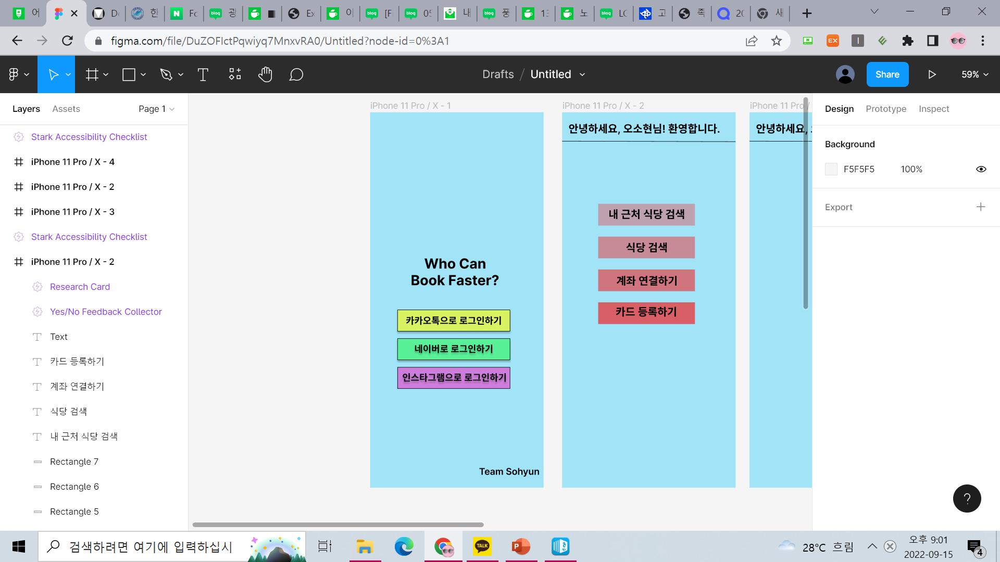 어
De
한
Fo
광
Ex
이
[F
05
내
풍
13
노
LG
고
족
20
새
figma.com/file/DuZOFIctPqwiyq7MnxvRA0/Untitled?node-id=0%3A1
Drafts / Untitled
Share
59%
Layers
Assets
Page 1
Stark Accessibility Checklist
iPhone 11 Pro / X - 4
iPhone 11 Pro / X - 2
iPhone 11 Pro / X - 3
Stark Accessibility Checklist
iPhone 11 Pro / X - 2
Research Card
Yes/No Feedback Collector
Text
카드 등록하기
계좌 연결하기
식당 검색
내 근처 식당 검색
Rectangle 7
Rectangle 6
Rectangle 5
iPhone 11 Pro / X - 1
Who Can
Book Faster?
카카오톡으로 로그인하기
네이버로 로그인하기
인스타그램으로 로그인하기
Team Sohyun
iPhone 11 Pro / X - 2
안녕하세요, 오소현님! 환영합니다.
내 근처 식당 검색
식당 검색
계좌 연결하기
카드 등록하기
iPhone 11 Pro /
안녕하세요,
Design
Prototype
Inspect
Background
F5F5F5
100%
Export
?
검색하려면 여기에 입력하십시
TALK
28°C 흐림
오후 9:01
2022-09-15
4